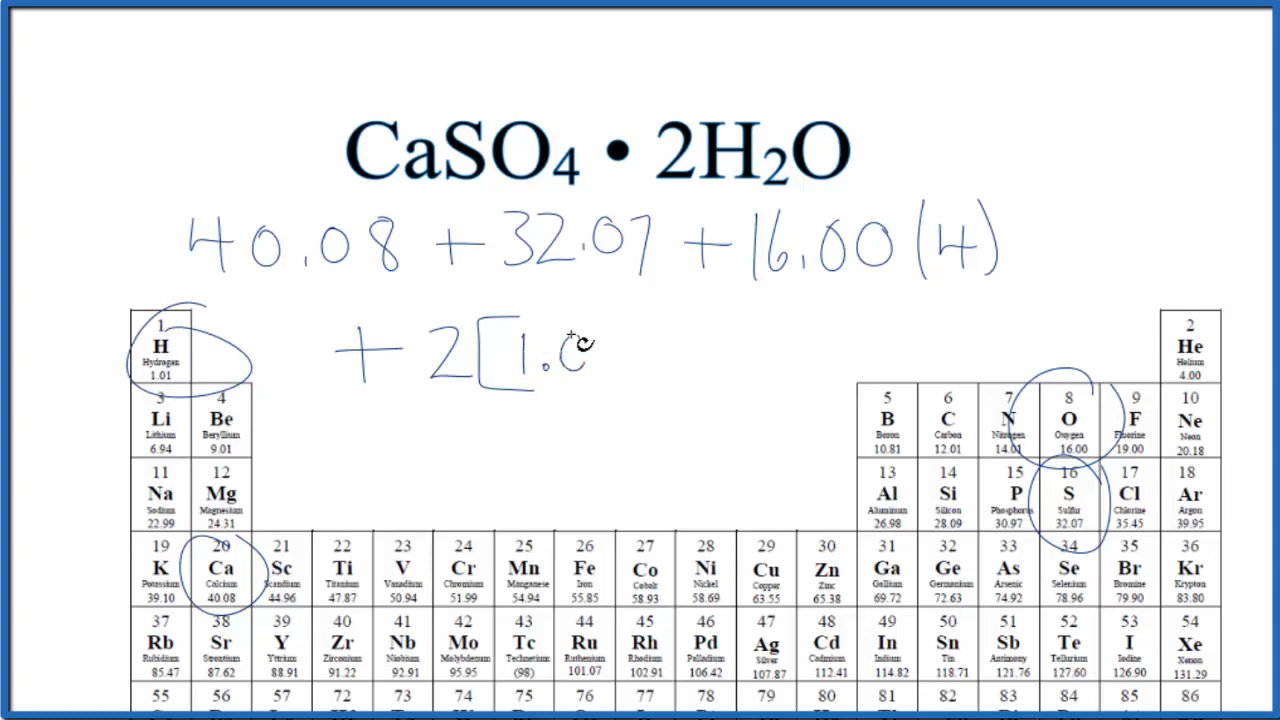 CaSO₄ • 2H₂O
40.08 + 32.07 + 16.00 (4)
+ 2 [ 1.0
1 2
H He
Hydrogen Helium
1.01 4.00
3 4 5 6 7 8 9 10
Li Be B C N O F Ne
Lithium Beryllium Boron Carbon Nitrogen Oxygen Fluorine Neon
6.94 9.01 10.81 12.01 14.01 16.00 19.00 20.18
11 12 13 14 15 16 17 18
Na Mg Al Si P S Cl Ar
Sodium Magnesium Aluminum Silicon Phosphorus Sulfur Chlorine Argon
22.99 24.31 26.98 28.09 30.97 32.07 35.45 39.95
19 20 21 22 23 24 25 26 27 28 29 30 31 32 33 34 35 36
K Ca Sc Ti V Cr Mn Fe Co Ni Cu Zn Ga Ge As Se Br Kr
Potassium Calcium Scandium Titanium Vanadium Chromium Manganese Iron Cobalt Nickel Copper Zinc Gallium Germanium Arsenic Selenium Bromine Krypton
39.10 40.08 44.96 47.87 50.94 51.99 54.94 55.85 58.93 58.69 63.55 65.38 69.72 72.63 74.92 78.96 79.90 83.80
37 38 39 40 41 42 43 44 45 46 47 48 49 50 51 52 53 54
Rb Sr Y Zr Nb Mo Tc Ru Rh Pd Ag Cd In Sn Sb Te I Xe
Rubidium Strontium Yttrium Zirconium Niobium Molybdenum Technetium Ruthenium Rhodium Palladium Silver Cadmium Indium Tin Antimony Tellurium Iodine Xenon
85.47 87.62 88.91 91.22 92.91 95.95 (98) 101.07 102.91 106.42 107.87 112.41 114.82 118.71 121.76 127.60 126.90 131.29
55 56 57 72 73 74 75 76 77 78 79 80 81 82 83 84 85 86